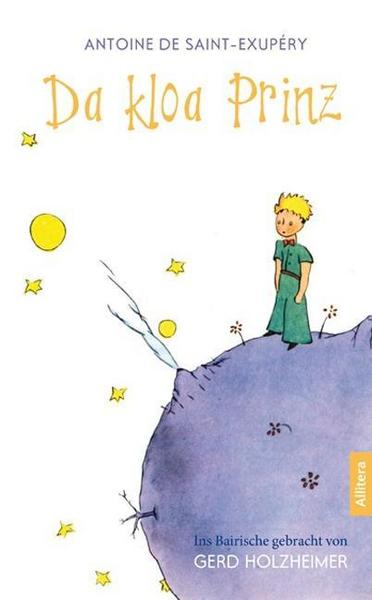 ANTOINE DE SAINT-EXUPÉRY
Da kloa Prinz
Allitera
Ins Bairische gebracht von
GERD HOLZHEIMER